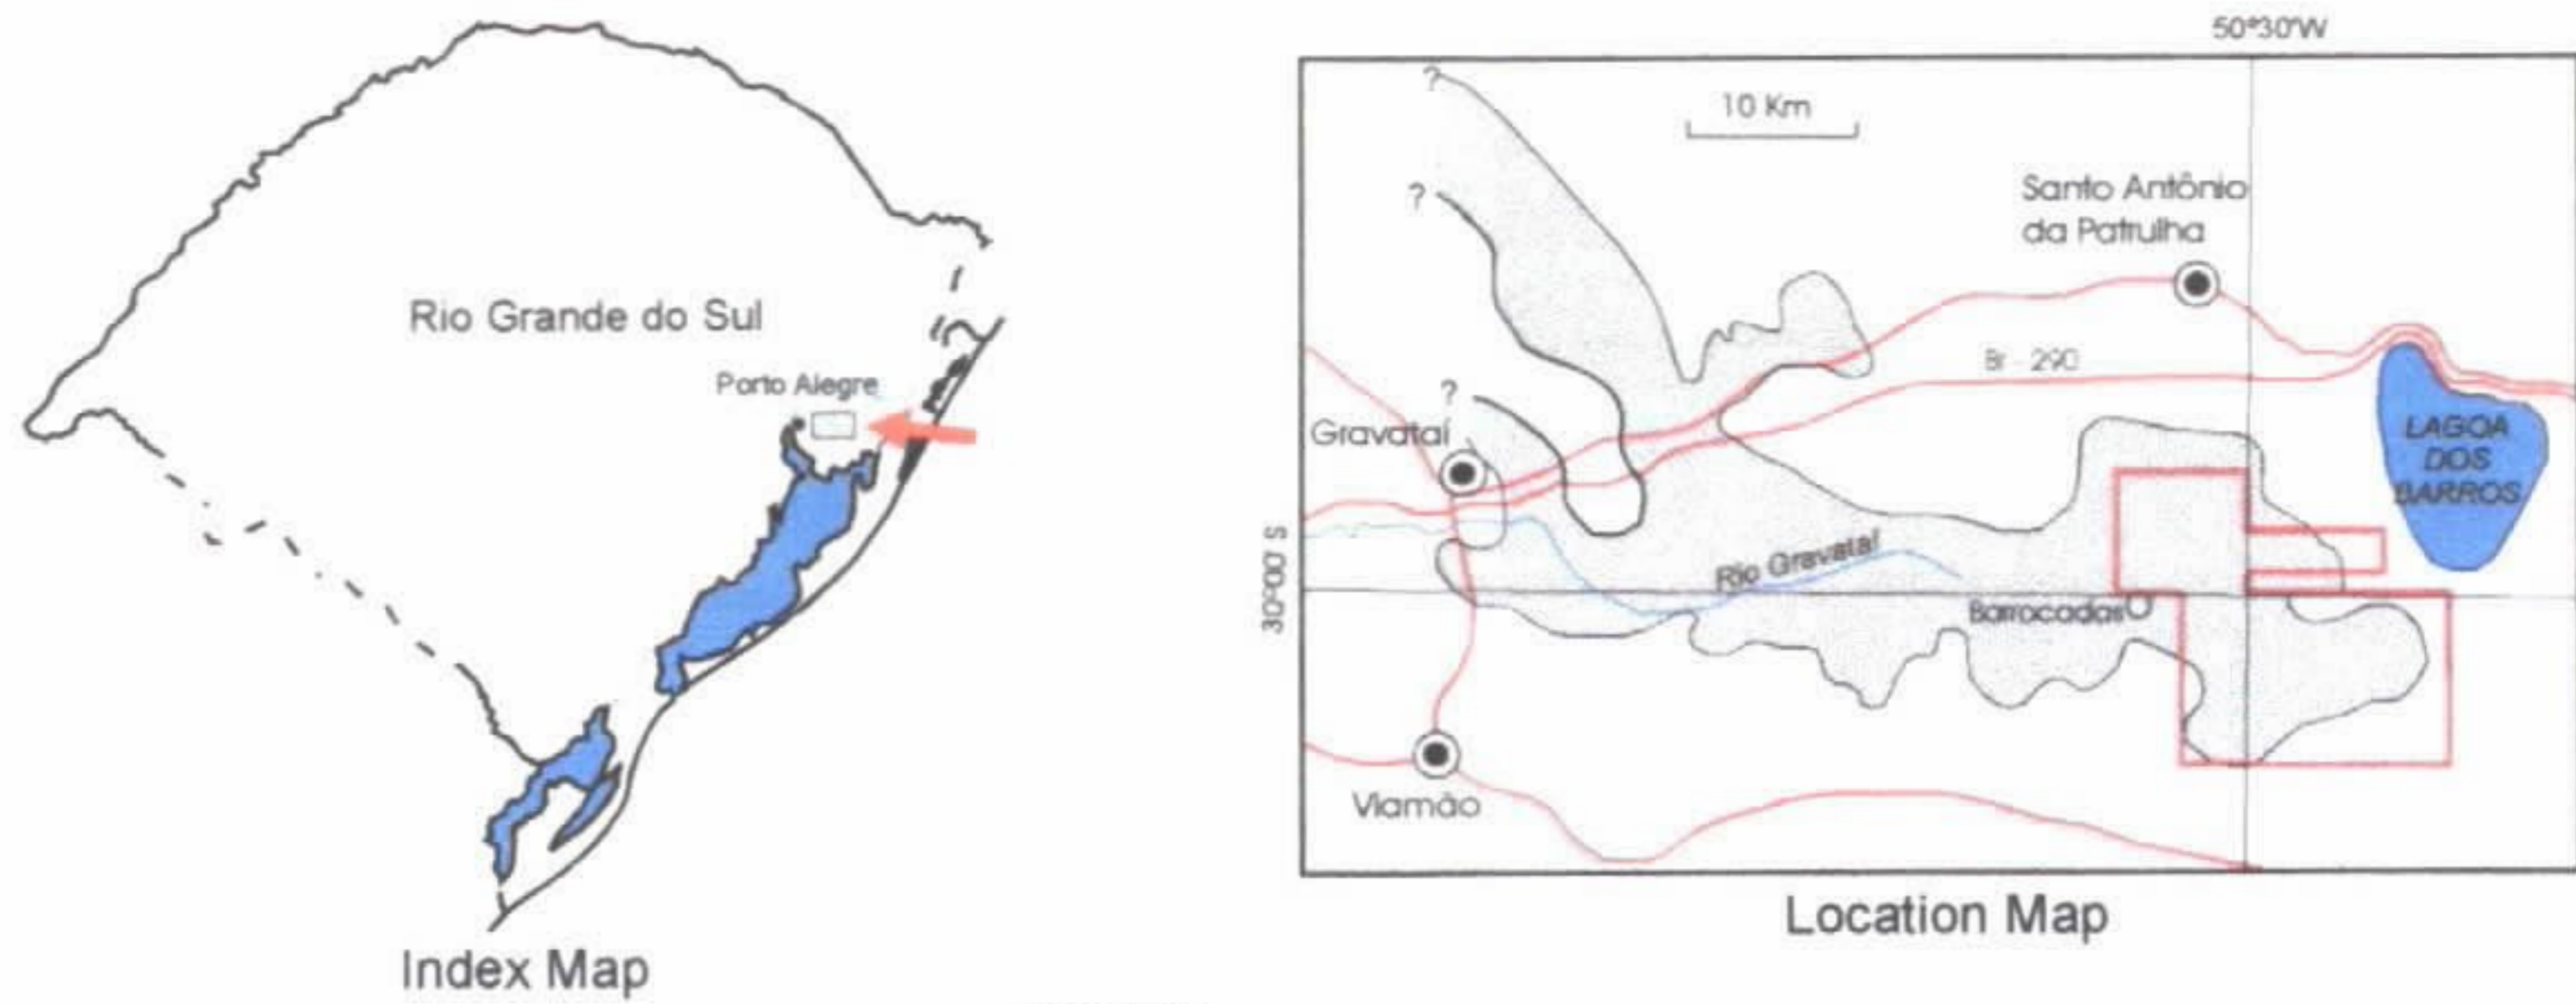 Rio Grande do Sul
Porto Alegre
Index Map
50°30'W
?
10 Km
Santo Antônio
da Patrulha
?
Br - 290
?
Gravataí
LAGOA
DOS
BARROS
30°00' S
Rio Gravataí
Barrocadas
Viamão
Location Map